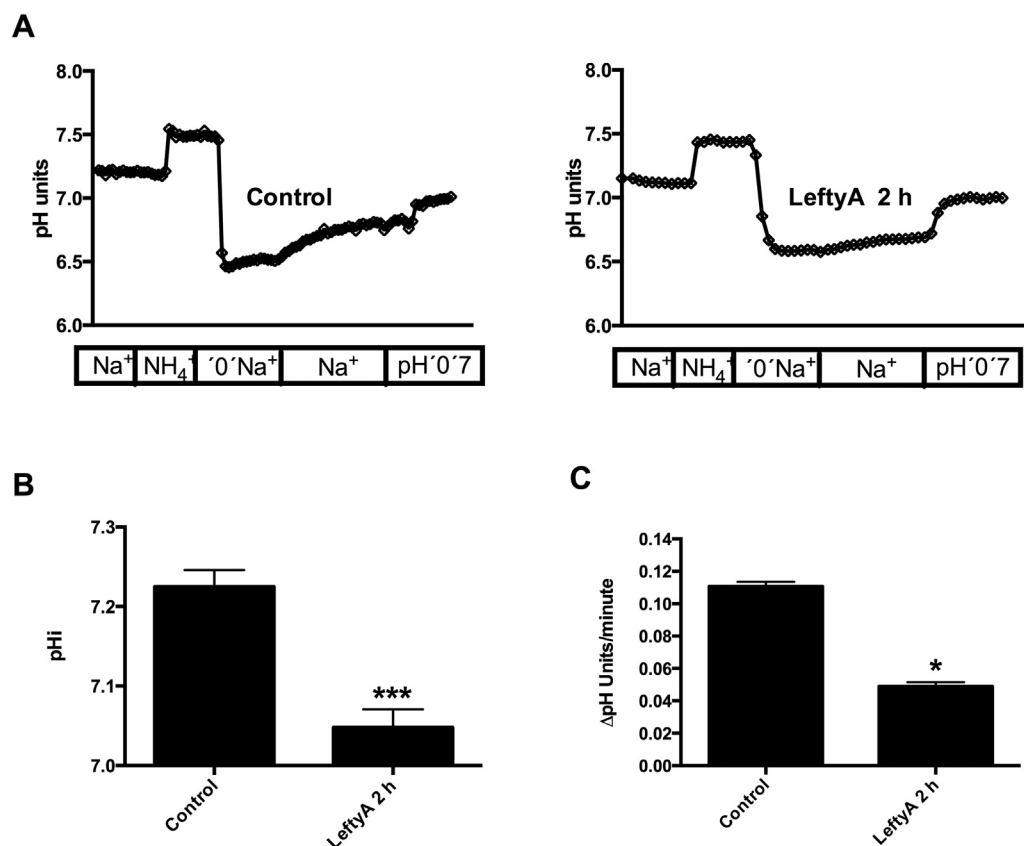 A
8.0
7.5
7.0
6.5
6.0
pH units
Control
Na⁺ NH₄⁺ ´0´Na⁺ Na⁺ pH´0´7
8.0
7.5
7.0
6.5
6.0
pH units
LeftyA 2 h
Na⁺ NH₄⁺ ´0´Na⁺ Na⁺ pH´0´7
B
7.3
7.2
7.1
7.0
pHi
***
Control
LeftyA 2 h
C
0.14
0.12
0.10
0.08
0.06
0.04
0.02
0.00
ΔpH Units/minute
*
Control
LeftyA 2 h